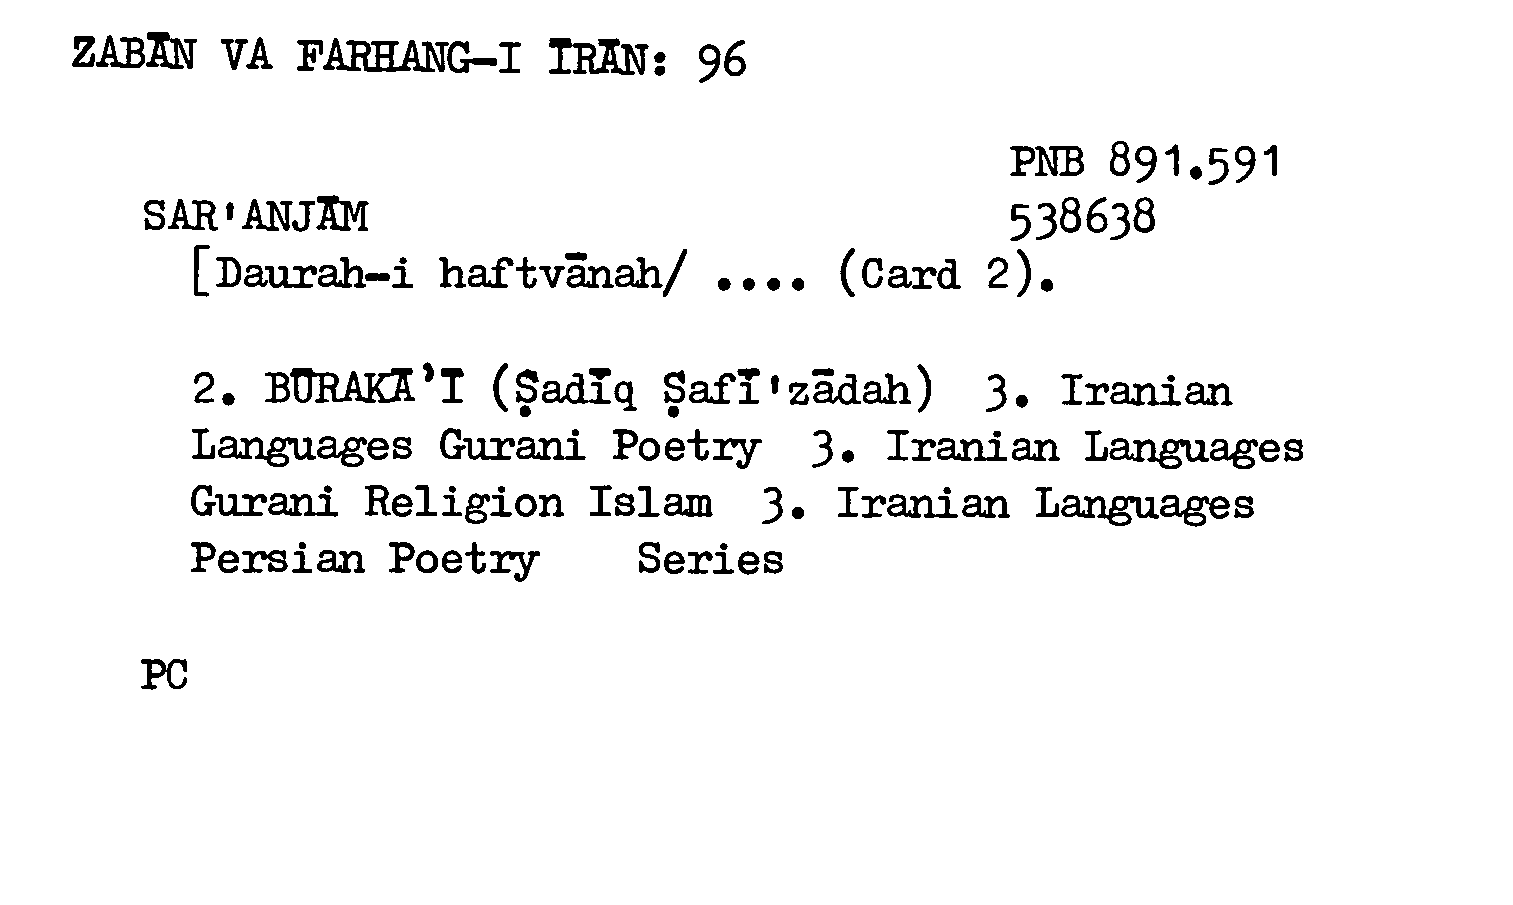 ZABĀN VA FARHANG-I ĪRĀN: 96
PNB 891.591
SAR'ANJĀM 538638
[Daurah-i haftvānah/ .... (Card 2).
2. BŪRAKĀ’Ī (Ṣadīq Ṣafī'zādah) 3. Iranian
Languages Gurani Poetry 3. Iranian Languages
Gurani Religion Islam 3. Iranian Languages
Persian Poetry Series
PC